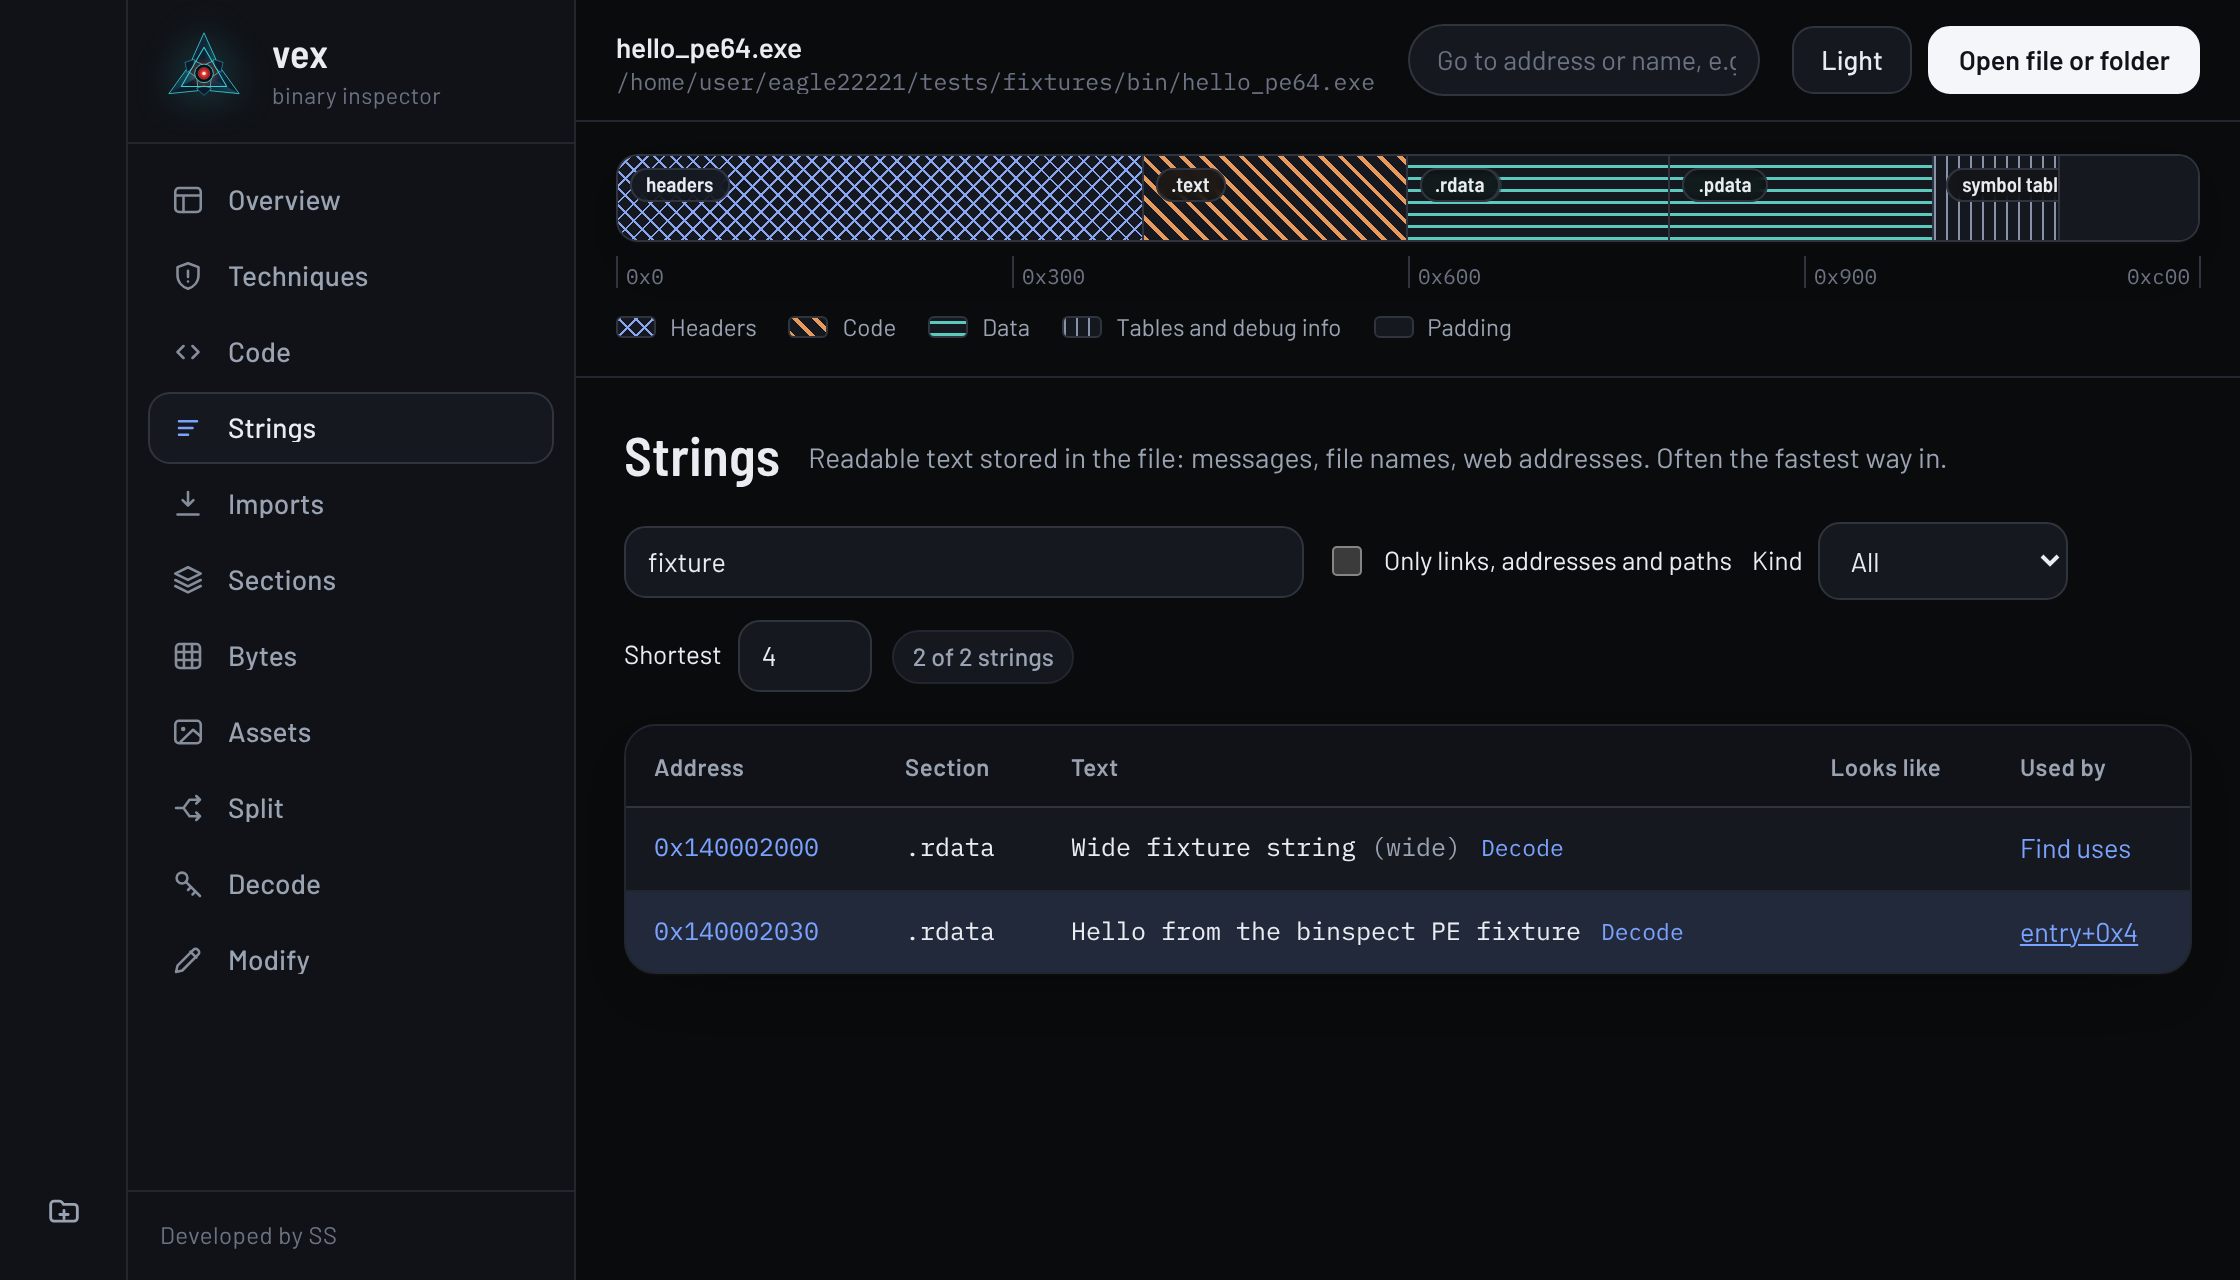 vex
binary inspector
Overview
Techniques
Code
Strings
Imports
Sections
Bytes
Assets
Split
Decode
Modify
Developed by SS
hello_pe64.exe
/home/user/eagle22221/tests/fixtures/bin/hello_pe64.exe
Go to address or name, e.g
Light
Open file or folder
headers
.text
.rdata
.pdata
symbol tabl
0x0
0x300
0x600
0x900
0xc00
Headers
Code
Data
Tables and debug info
Padding
Strings
Readable text stored in the file: messages, file names, web addresses. Often the fastest way in.
fixture
Only links, addresses and paths
Kind
All
Shortest
4
2 of 2 strings
Address Section Text Looks like Used by
0x140002000 .rdata Wide fixture string (wide) Decode Find uses
0x140002030 .rdata Hello from the binspect PE fixture Decode entry+0x4